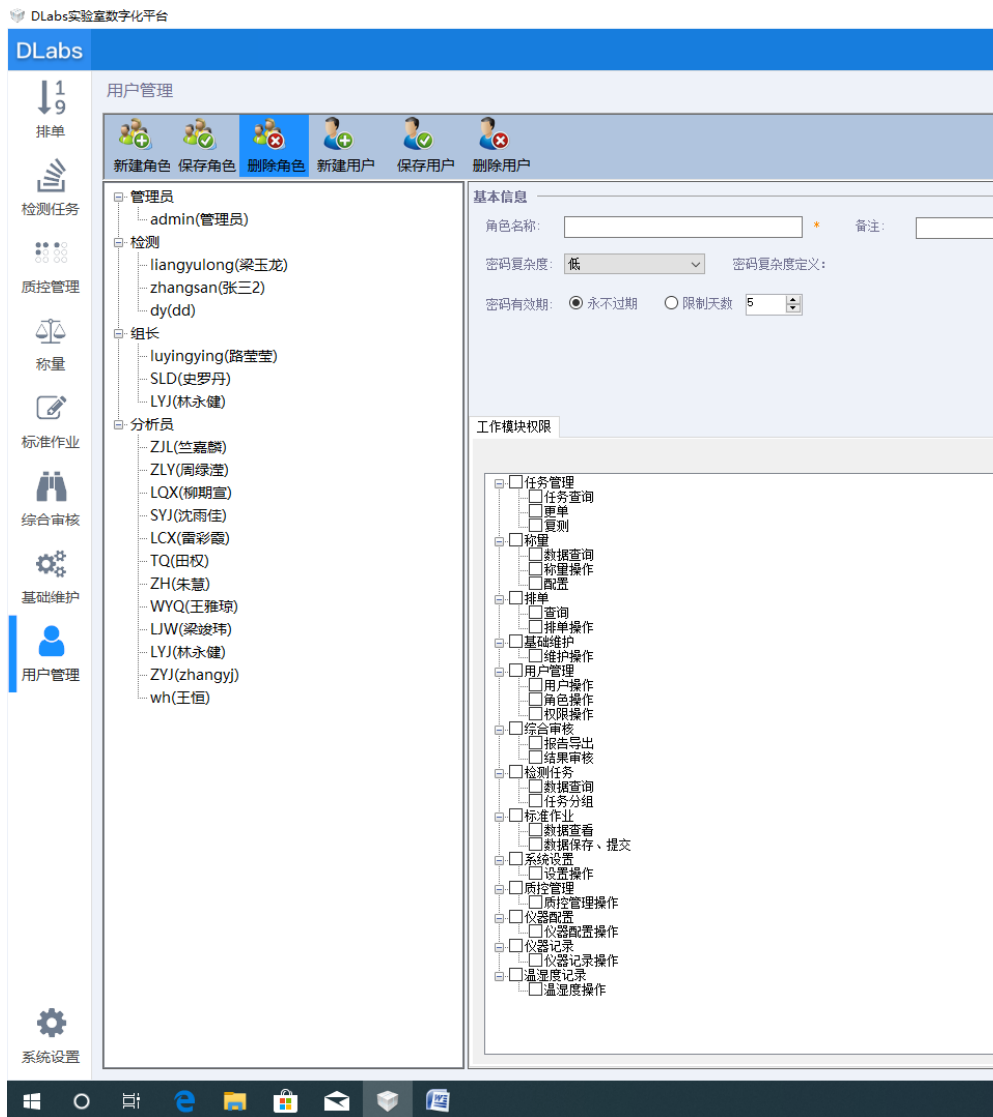 DLabs实验室数字化平台
DLabs
用户管理
新建角色 保存角色 删除角色 新建用户 保存用户 删除用户
1
9
排单
检测任务
质控管理
称量
标准作业
综合审核
基础维护
用户管理
系统设置
管理员
admin(管理员)
检测
liangyulong(梁玉龙)
zhangsan(张三2)
dy(dd)
组长
luyingying(路莹莹)
SLD(史罗丹)
LYJ(林永健)
分析员
ZJL(竺嘉麟)
ZLY(周绿滢)
LQX(柳期宣)
SYJ(沈雨佳)
LCX(雷彩霞)
TQ(田权)
ZH(朱慧)
WYQ(王雅琼)
LJW(梁竣玮)
LYJ(林永健)
ZYJ(zhangyj)
wh(王恒)
基本信息
角色名称: * 备注:
密码复杂度: 低 密码复杂度定义：
密码有效期: 永不过期 限制天数 5
工作模块权限
任务管理
任务查询
更单
复测
称量
数据查询
称量操作
配置
排单
查询
排单操作
基础维护
维护操作
用户管理
用户操作
角色操作
权限操作
综合审核
报告导出
结果审核
检测任务
数据查询
任务分组
标准作业
数据查看
数据保存、提交
系统设置
设置操作
质控管理
质控管理操作
仪器配置
仪器配置操作
仪器记录
仪器记录操作
温湿度记录
温湿度操作